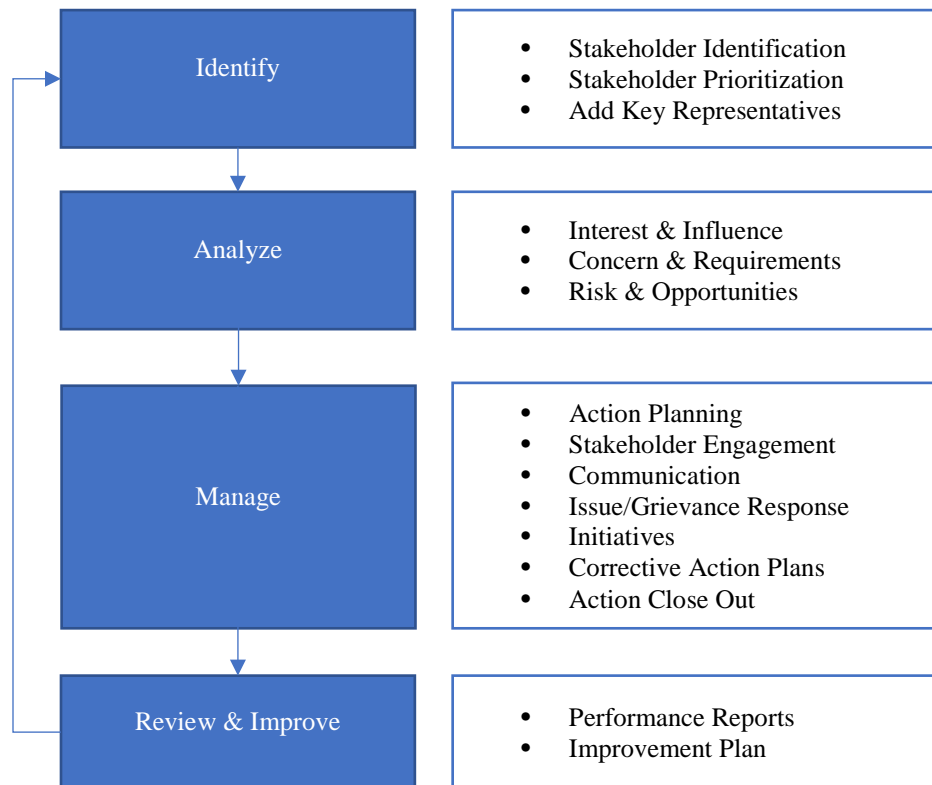 Identify
• Stakeholder Identification
• Stakeholder Prioritization
• Add Key Representatives
Analyze
• Interest & Influence
• Concern & Requirements
• Risk & Opportunities
Manage
• Action Planning
• Stakeholder Engagement
• Communication
• Issue/Grievance Response
• Initiatives
• Corrective Action Plans
• Action Close Out
Review & Improve
• Performance Reports
• Improvement Plan